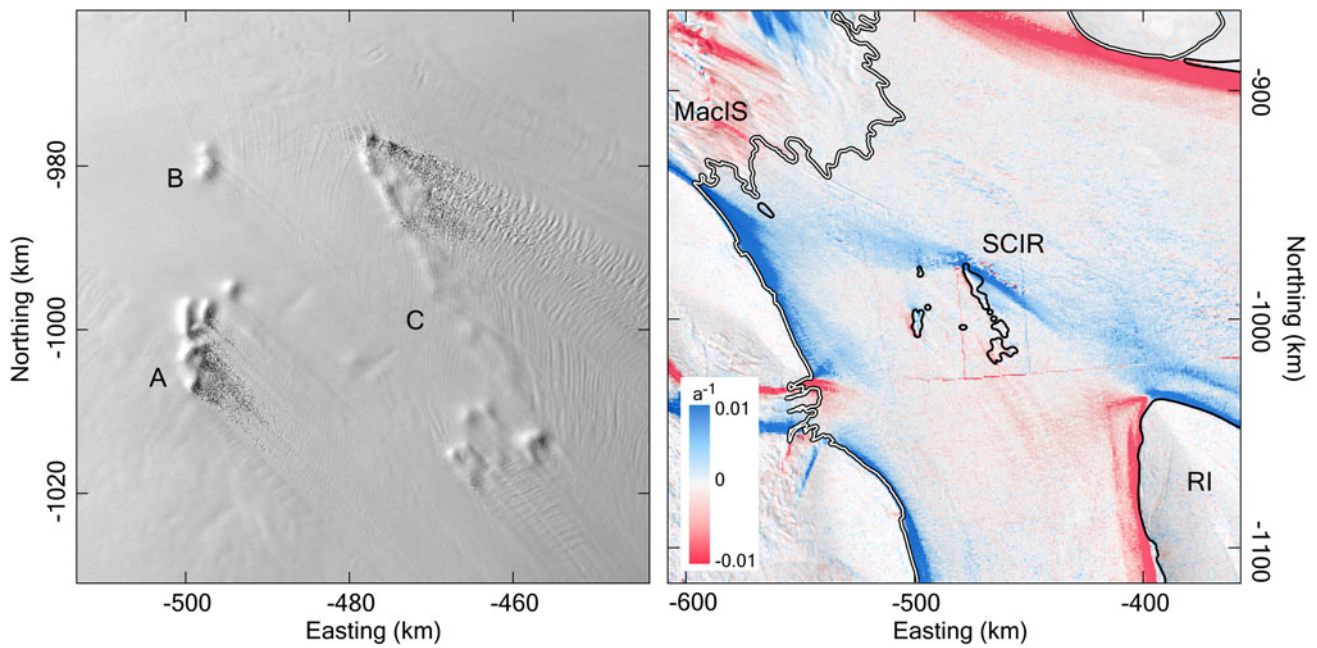 B
A
C
-980
-1000
-1020
Northing (km)
-500
-480
-460
Easting (km)
MacIS
SCIR
RI
a-1
0.01
0
-0.01
-900
-1000
-1100
Northing (km)
-600
-500
-400
Easting (km)